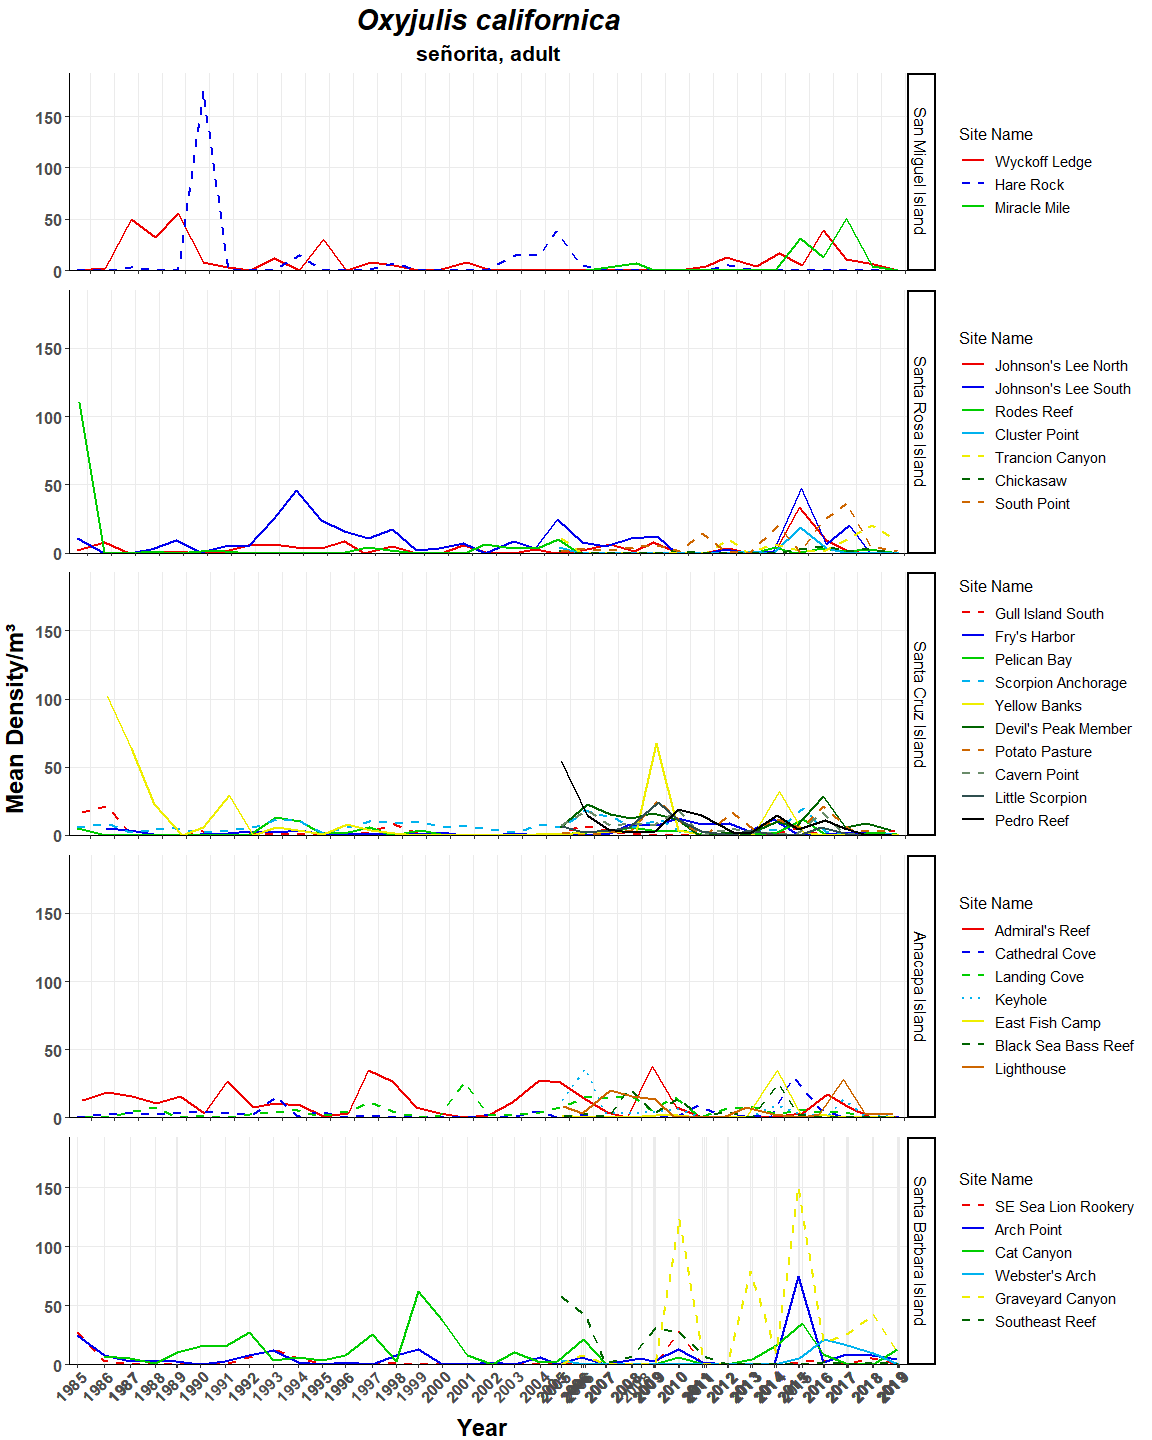 Oxyjulis californica
señorita, adult
Mean Density/m³
150
100
50
0
San Miguel Island
Site Name
Wyckoff Ledge
Hare Rock
Miracle Mile
150
100
50
0
Santa Rosa Island
Site Name
Johnson's Lee North
Johnson's Lee South
Rodes Reef
Cluster Point
Trancion Canyon
Chickasaw
South Point
150
100
50
0
Santa Cruz Island
Site Name
Gull Island South
Fry's Harbor
Pelican Bay
Scorpion Anchorage
Yellow Banks
Devil's Peak Member
Potato Pasture
Cavern Point
Little Scorpion
Pedro Reef
150
100
50
0
Anacapa Island
Site Name
Admiral's Reef
Cathedral Cove
Landing Cove
Keyhole
East Fish Camp
Black Sea Bass Reef
Lighthouse
150
100
50
0
Santa Barbara Island
Site Name
SE Sea Lion Rookery
Arch Point
Cat Canyon
Webster's Arch
Graveyard Canyon
Southeast Reef
1985 1986 1987 1988 1989 1990 1991 1992 1993 1994 1995 1996 1997 1998 1999 2000 2001 2002 2003 2004 2005 2006 2007 2008 2009 2010 2011 2012 2013 2014 2015 2016 2017 2018 2019
Year